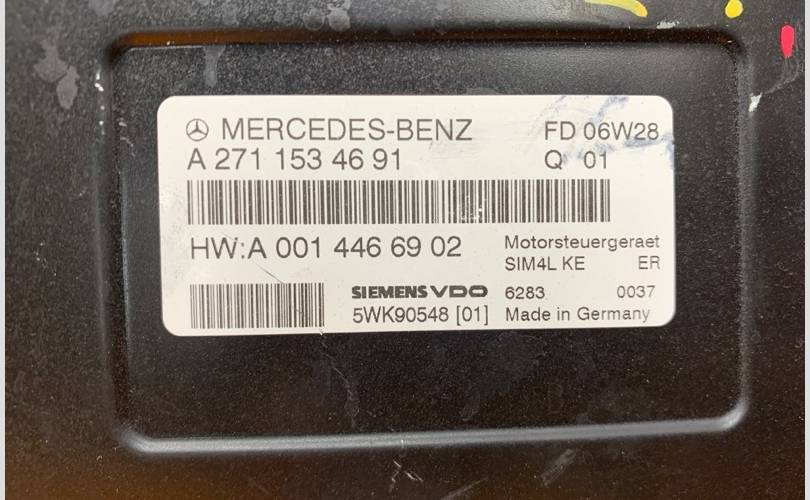 MERCEDES-BENZ FD 06W28
A 271 153 46 91 Q 01
HW:A 001 446 69 02 Motorsteuergeraet
SIM4L KE ER
SIEMENS VDO 6283 0037
5WK90548 [01] Made in Germany